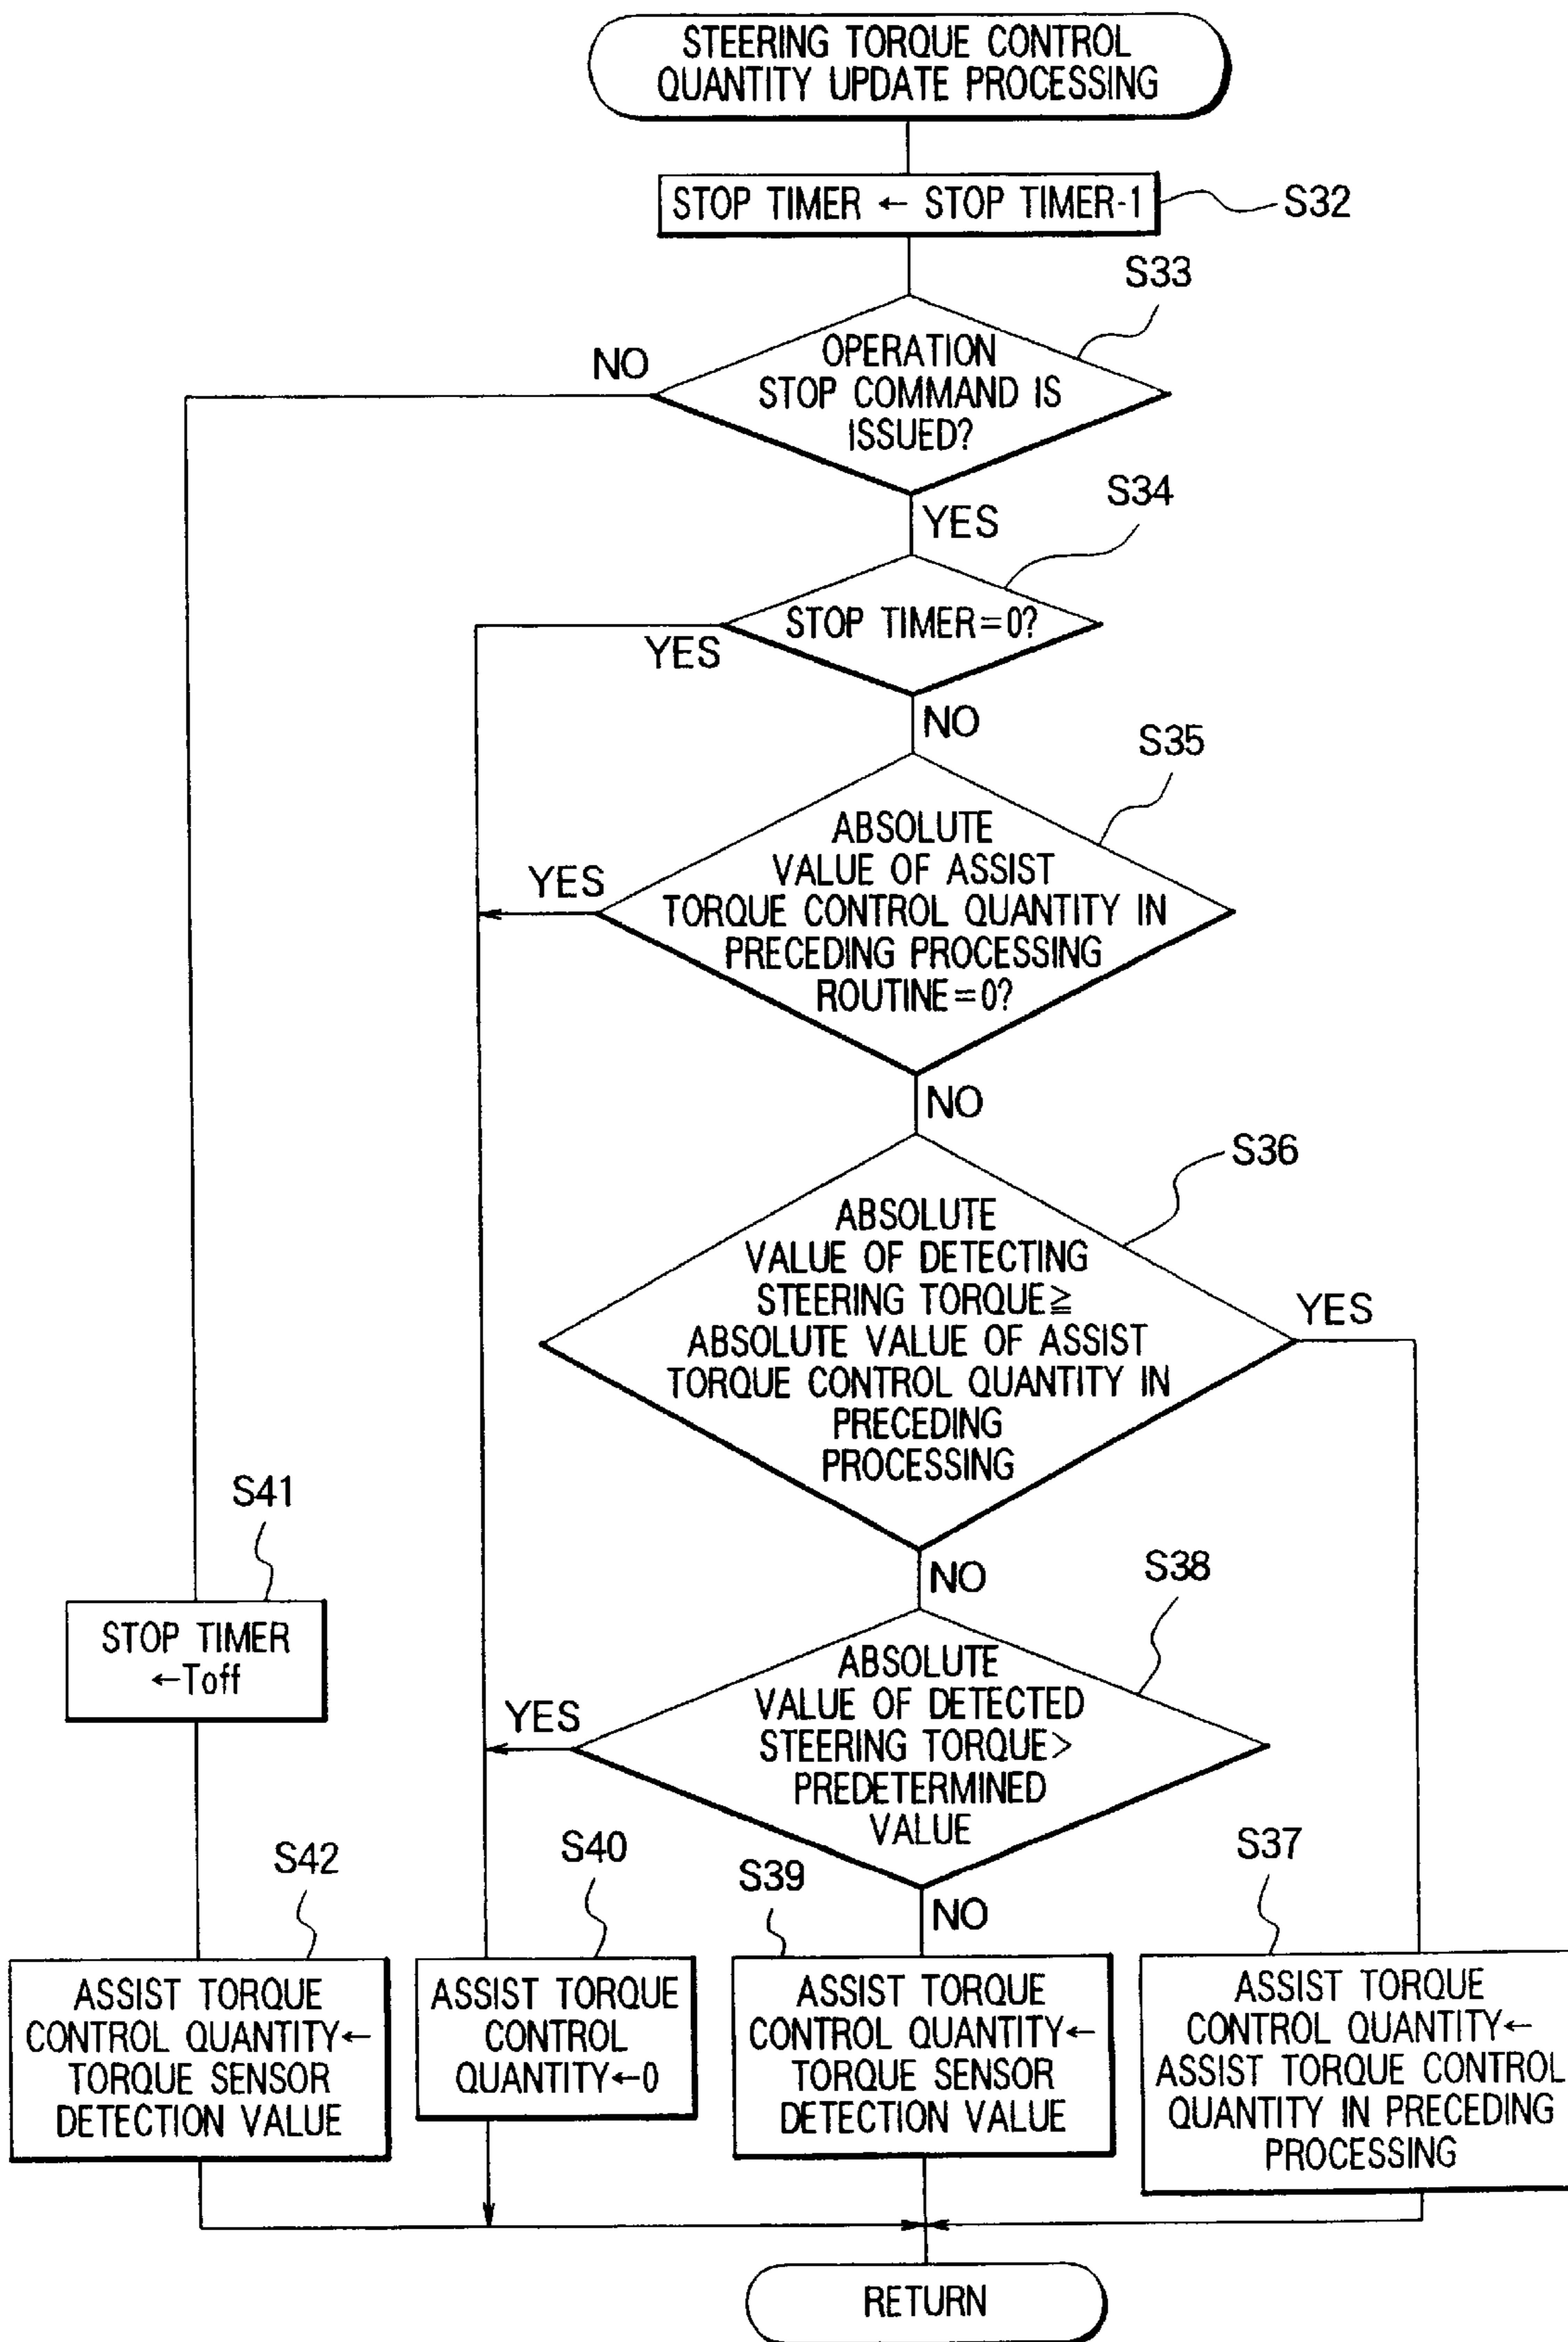 STEERING TORQUE CONTROL
QUANTITY UPDATE PROCESSING
STOP TIMER ← STOP TIMER-1
S32
S33
OPERATION
STOP COMMAND IS
ISSUED?
NO
YES
S34
STOP TIMER=0?
YES
NO
S35
ABSOLUTE
VALUE OF ASSIST
TORQUE CONTROL QUANTITY IN
PRECEDING PROCESSING
ROUTINE=0?
YES
NO
S36
ABSOLUTE
VALUE OF DETECTING
STEERING TORQUE≧
ABSOLUTE VALUE OF ASSIST
TORQUE CONTROL QUANTITY IN
PRECEDING
PROCESSING
YES
NO
S38
ABSOLUTE
VALUE OF DETECTED
STEERING TORQUE>
PREDETERMINED
VALUE
YES
NO
S41
STOP TIMER
←Toff
S42
ASSIST TORQUE
CONTROL QUANTITY←
TORQUE SENSOR
DETECTION VALUE
S40
ASSIST TORQUE
CONTROL
QUANTITY←0
S39
ASSIST TORQUE
CONTROL QUANTITY←
TORQUE SENSOR
DETECTION VALUE
S37
ASSIST TORQUE
CONTROL QUANTITY←
ASSIST TORQUE CONTROL
QUANTITY IN PRECEDING
PROCESSING
RETURN